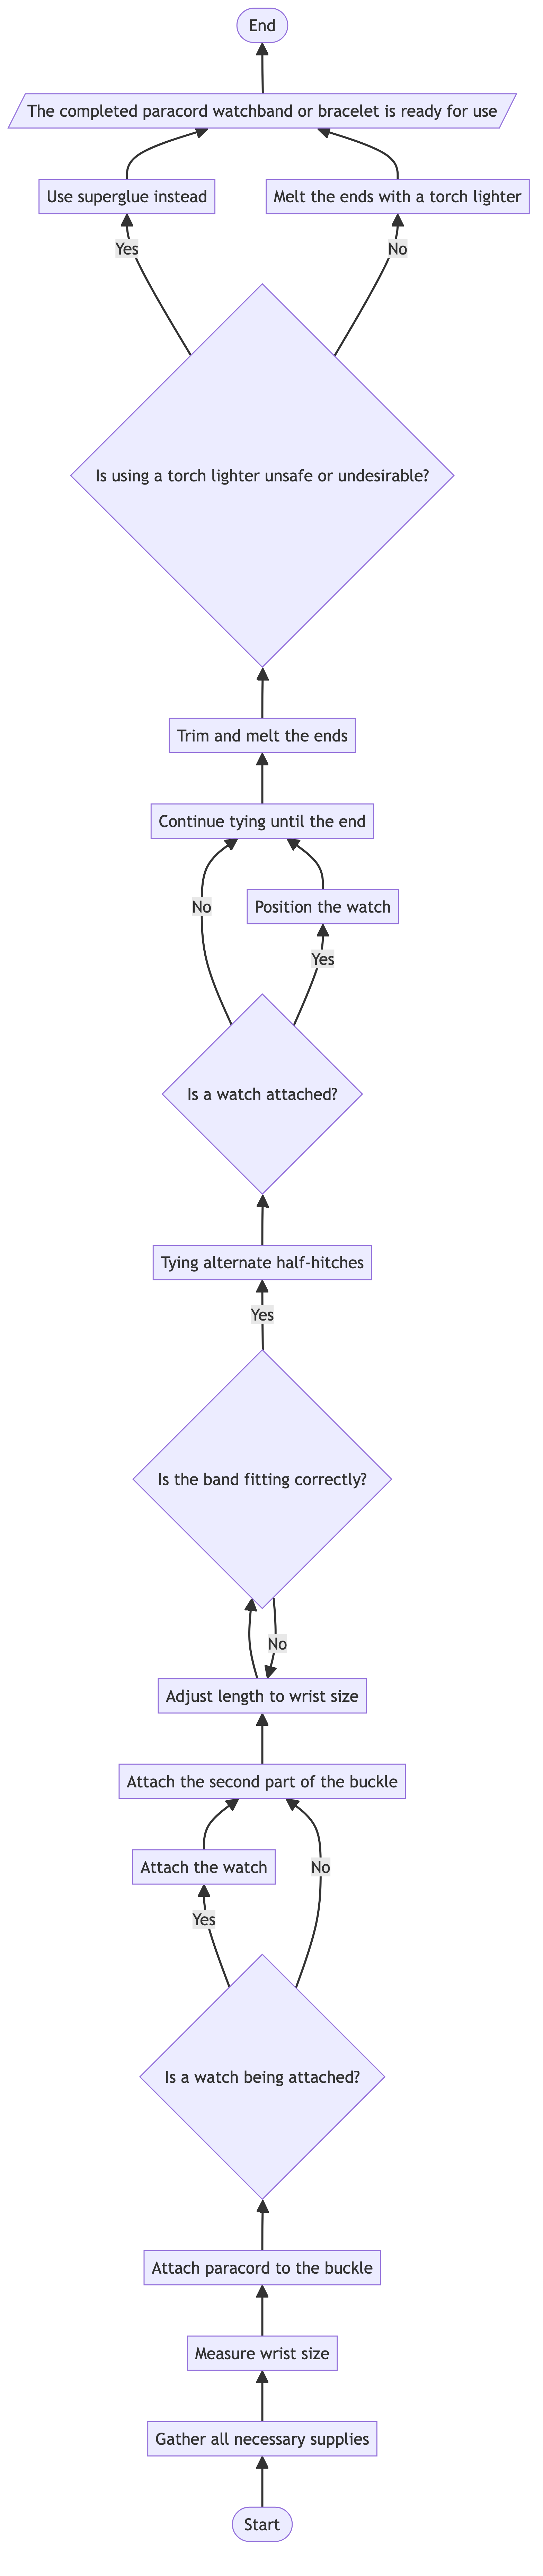 End
The completed paracord watchband or bracelet is ready for use
Use superglue instead
Melt the ends with a torch lighter
Yes
No
Is using a torch lighter unsafe or undesirable?
Trim and melt the ends
Continue tying until the end
No
Position the watch
Yes
Is a watch attached?
Tying alternate half-hitches
Yes
Is the band fitting correctly?
No
Adjust length to wrist size
Attach the second part of the buckle
Attach the watch
No
Yes
Is a watch being attached?
Attach paracord to the buckle
Measure wrist size
Gather all necessary supplies
Start